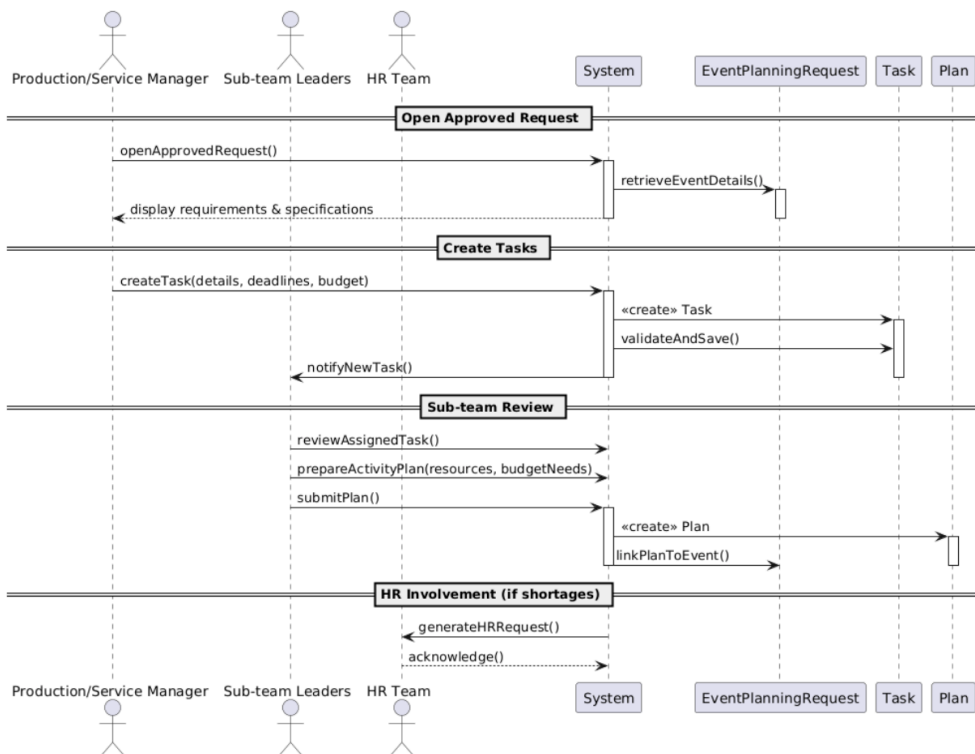 Production/Service Manager Sub-team Leaders HR Team System EventPlanningRequest Task Plan
Open Approved Request
openApprovedRequest()
retrieveEventDetails()
display requirements & specifications
Create Tasks
createTask(details, deadlines, budget)
«create» Task
validateAndSave()
notifyNewTask()
Sub-team Review
reviewAssignedTask()
prepareActivityPlan(resources, budgetNeeds)
submitPlan()
«create» Plan
linkPlanToEvent()
HR Involvement (if shortages)
generateHRRequest()
acknowledge()
Production/Service Manager Sub-team Leaders HR Team System EventPlanningRequest Task Plan